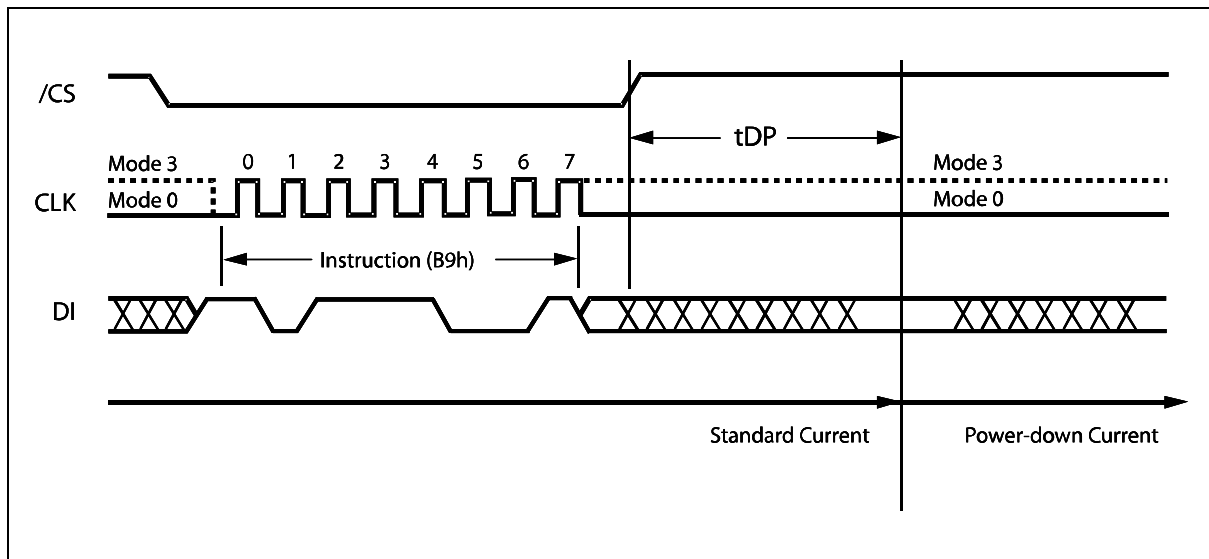 /CS
tDP
Mode 3
0 1 2 3 4 5 6 7
Mode 3
CLK
Mode 0
Mode 0
Instruction (B9h)
DI
Standard Current
Power-down Current